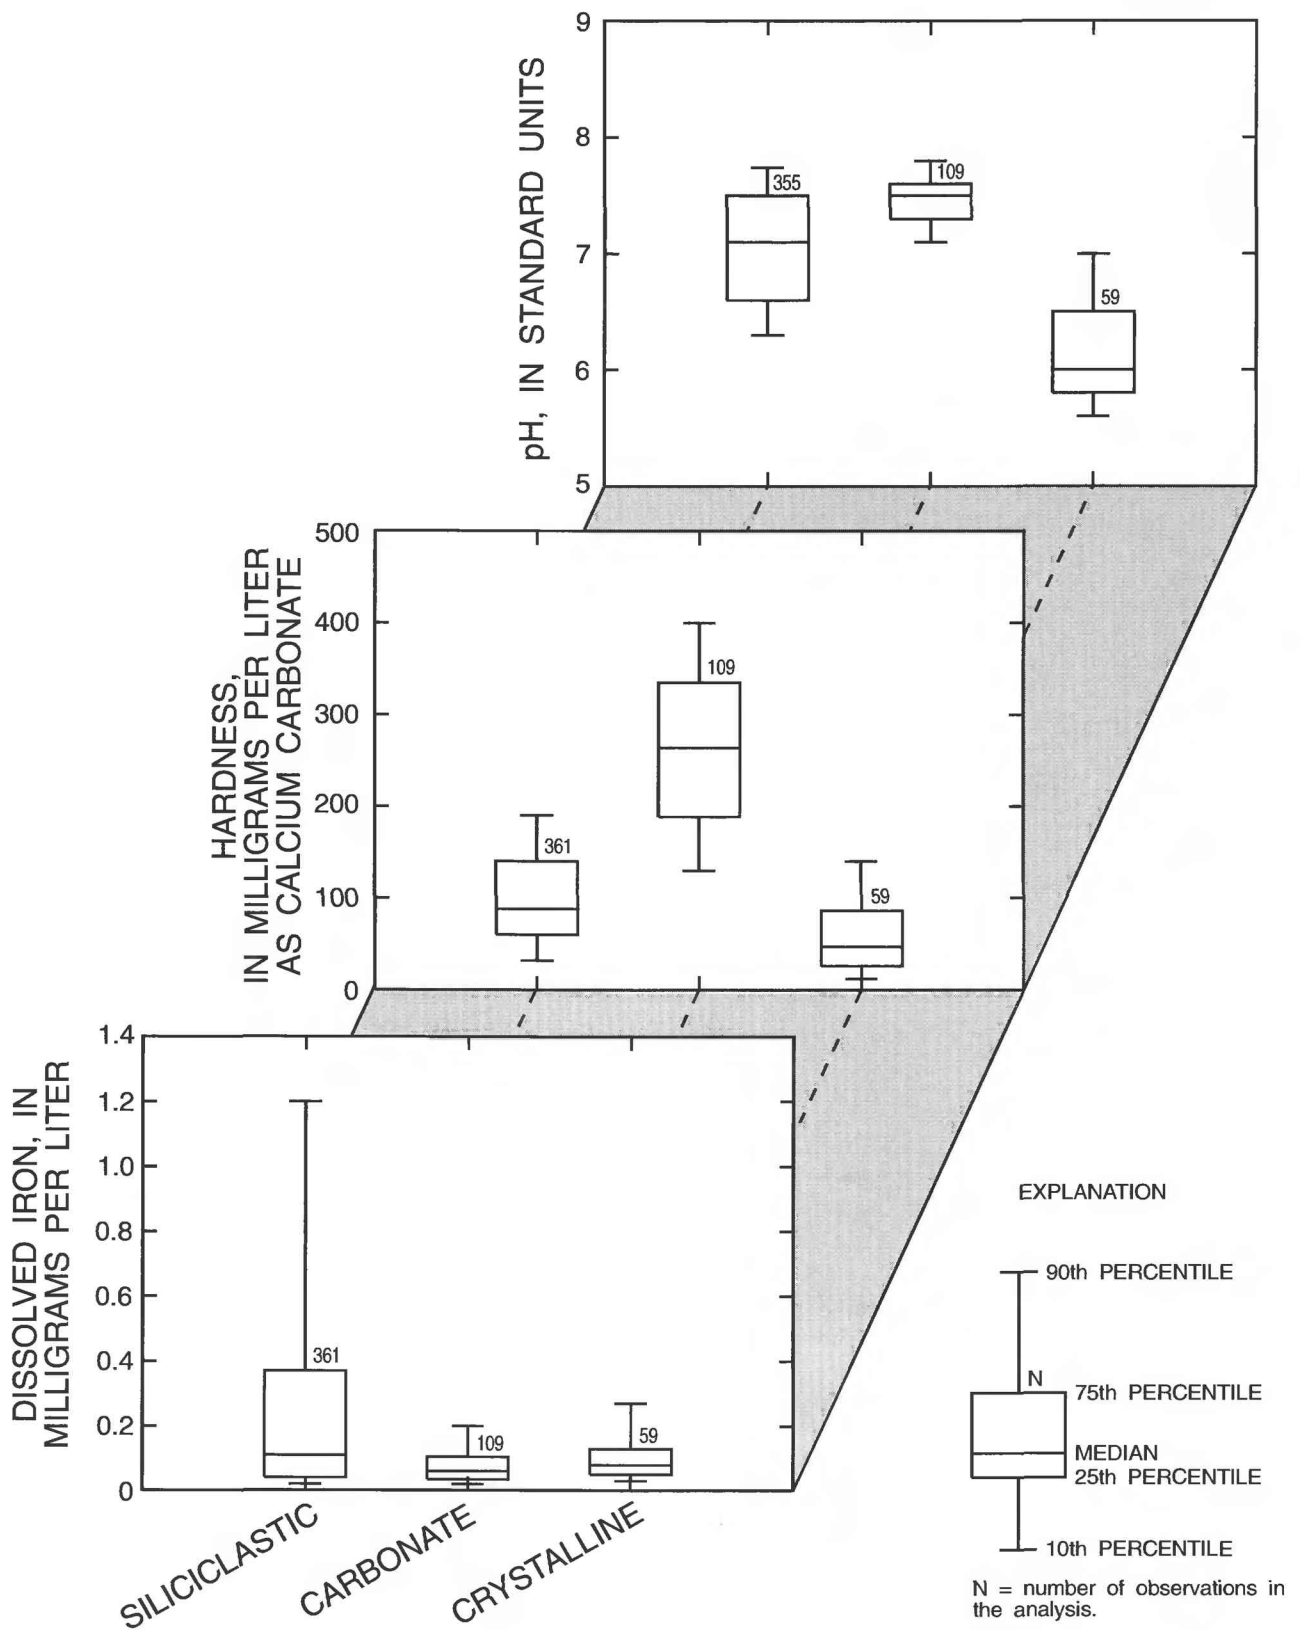 pH, IN STANDARD UNITS
9
8
7
6
5
355
109
59
HARDNESS,
IN MILLIGRAMS PER LITER
AS CALCIUM CARBONATE
500
400
300
200
100
0
361
109
59
DISSOLVED IRON, IN
MILLIGRAMS PER LITER
1.4
1.2
1.0
0.8
0.6
0.4
0.2
0
361
109
59
SILICICLASTIC
CARBONATE
CRYSTALLINE
EXPLANATION
90th PERCENTILE
N
75th PERCENTILE
MEDIAN
25th PERCENTILE
10th PERCENTILE
N = number of observations in
the analysis.